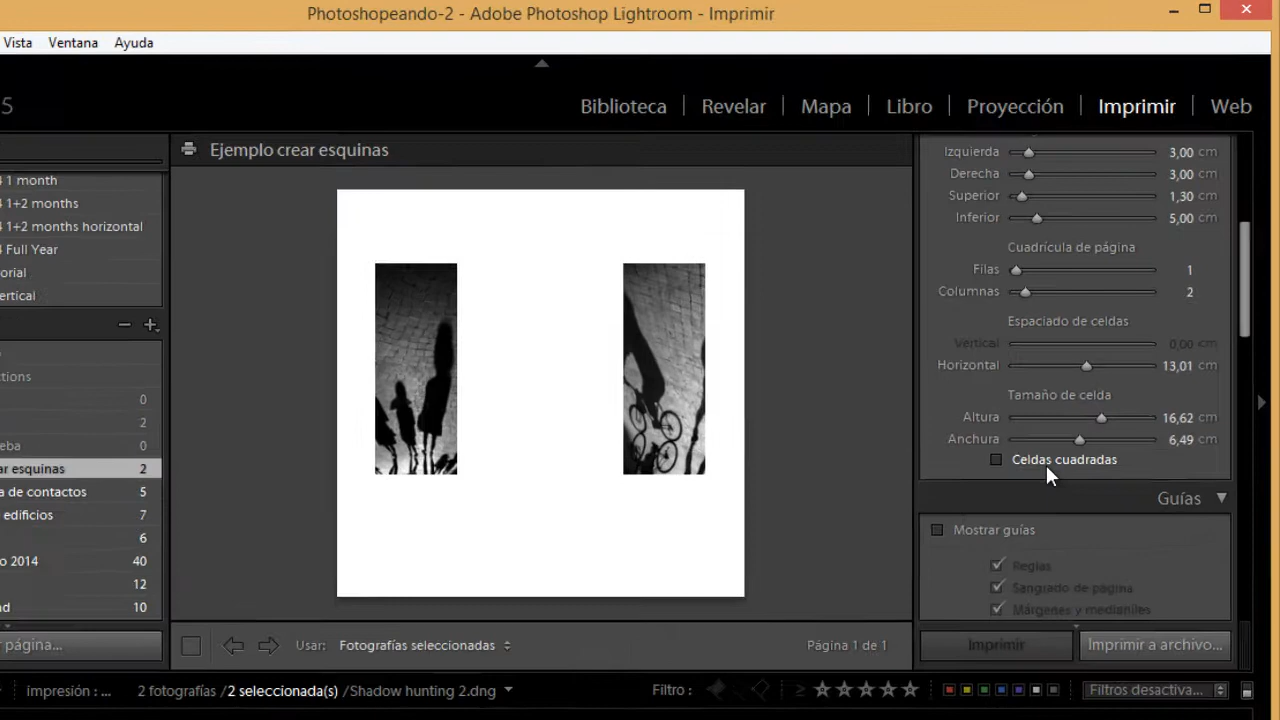 Photoshopeando-2 - Adobe Photoshop Lightroom - Imprimir
Vista Ventana Ayuda
5
Biblioteca | Revelar | Mapa | Libro | Proyección | Imprimir | Web
Ejemplo crear esquinas
4 1 month
4 1+2 months
4 1+2 months horizontal
4 Full Year
orial
ertical
ctions
0
2
eba 0
ar esquinas 2
a de contactos 5
edificios 7
6
o 2014 40
12
nd 10
r página...
Izquierda 3,00 cm
Derecha 3,00 cm
Superior 1,30 cm
Inferior 5,00 cm
Cuadrícula de página
Filas 1
Columnas 2
Espaciado de celdas
Vertical 0,00 cm
Horizontal 13,01 cm
Tamaño de celda
Altura 16,62 cm
Anchura 6,49 cm
Celdas cuadradas
Guías
Mostrar guías
Reglas
Sangrado de página
Márgenes y medianiles
Usar: Fotografías seleccionadas
Página 1 de 1
Imprimir
Imprimir a archivo...
impresión : ... 2 fotografías /2 seleccionada(s) /Shadow hunting 2.dng
Filtro : ≥ Filtros desactiva...